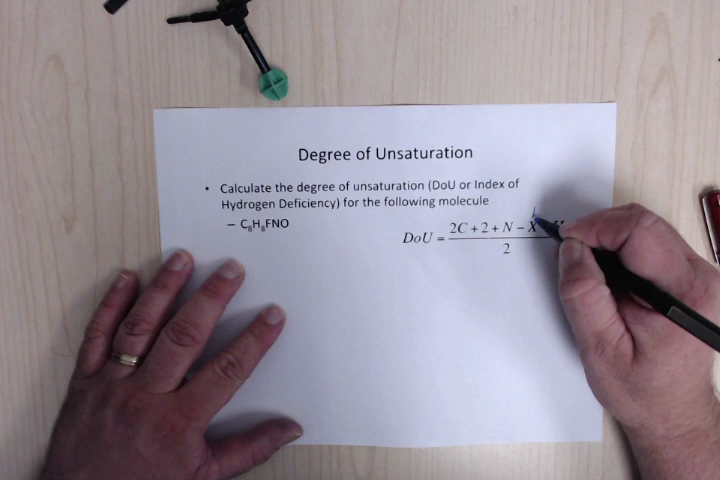 Degree of Unsaturation
• Calculate the degree of unsaturation (DoU or Index of
Hydrogen Deficiency) for the following molecule
– C₈H₈FNO
DoU = (2C + 2 + N − X
2